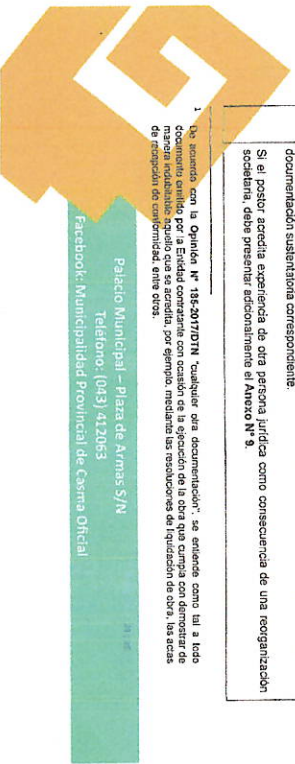 documentación sustentatoria correspondiente.
Si el postor acredita experiencia de otra persona jurídica como consecuencia de una reorganización
societaria, debe presentar adicionalmente el Anexo N° 9.
1 De acuerdo con la Opinión N° 185-2017/DTN "cualquier otra documentación", se entiende como tal a todo
documento emitido por la Entidad contratante con ocasión de la ejecución de la obra que cumpla con demostrar de
manera indubitable aquello que se acredita, por ejemplo, mediante las resoluciones de liquidación de obra, las actas
de recepción de conformidad, entre otros.
Palacio Municipal – Plaza de Armas S/N
Teléfono: (043) 412063
Facebook: Municipalidad Provincial de Casma Oficial